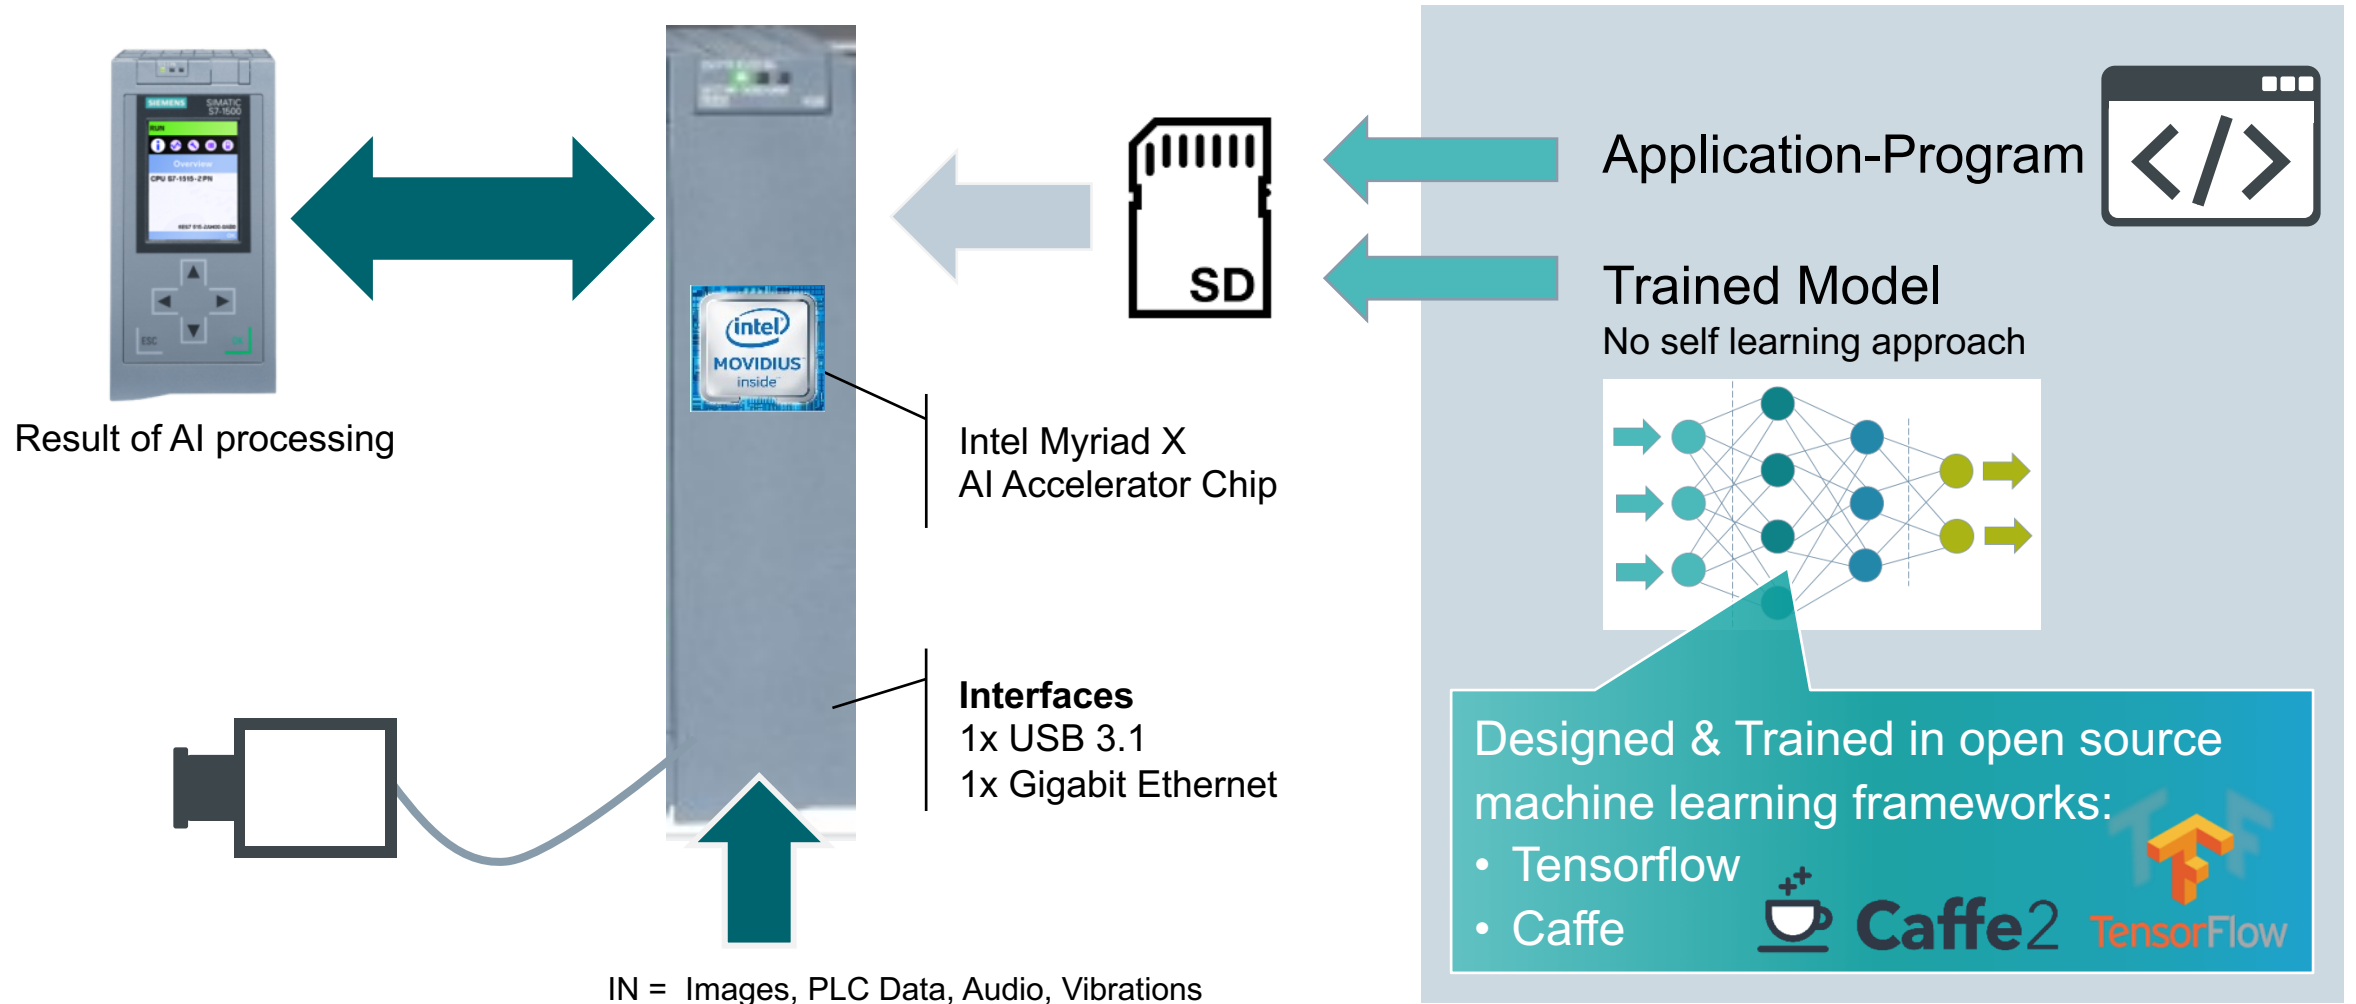 SIEMENS
SIMATIC
S7-1500
RUN
Overview
CPU S7-1515-2 PN
ESC
OK
Result of AI processing
intel
MOVIDIUS
inside
Intel Myriad X
AI Accelerator Chip
Interfaces
1x USB 3.1
1x Gigabit Ethernet
IN = Images, PLC Data, Audio, Vibrations
SD
Application-Program
</>
Trained Model
No self learning approach
Designed & Trained in open source
machine learning frameworks:
• Tensorflow
• Caffe
Caffe2
TensorFlow